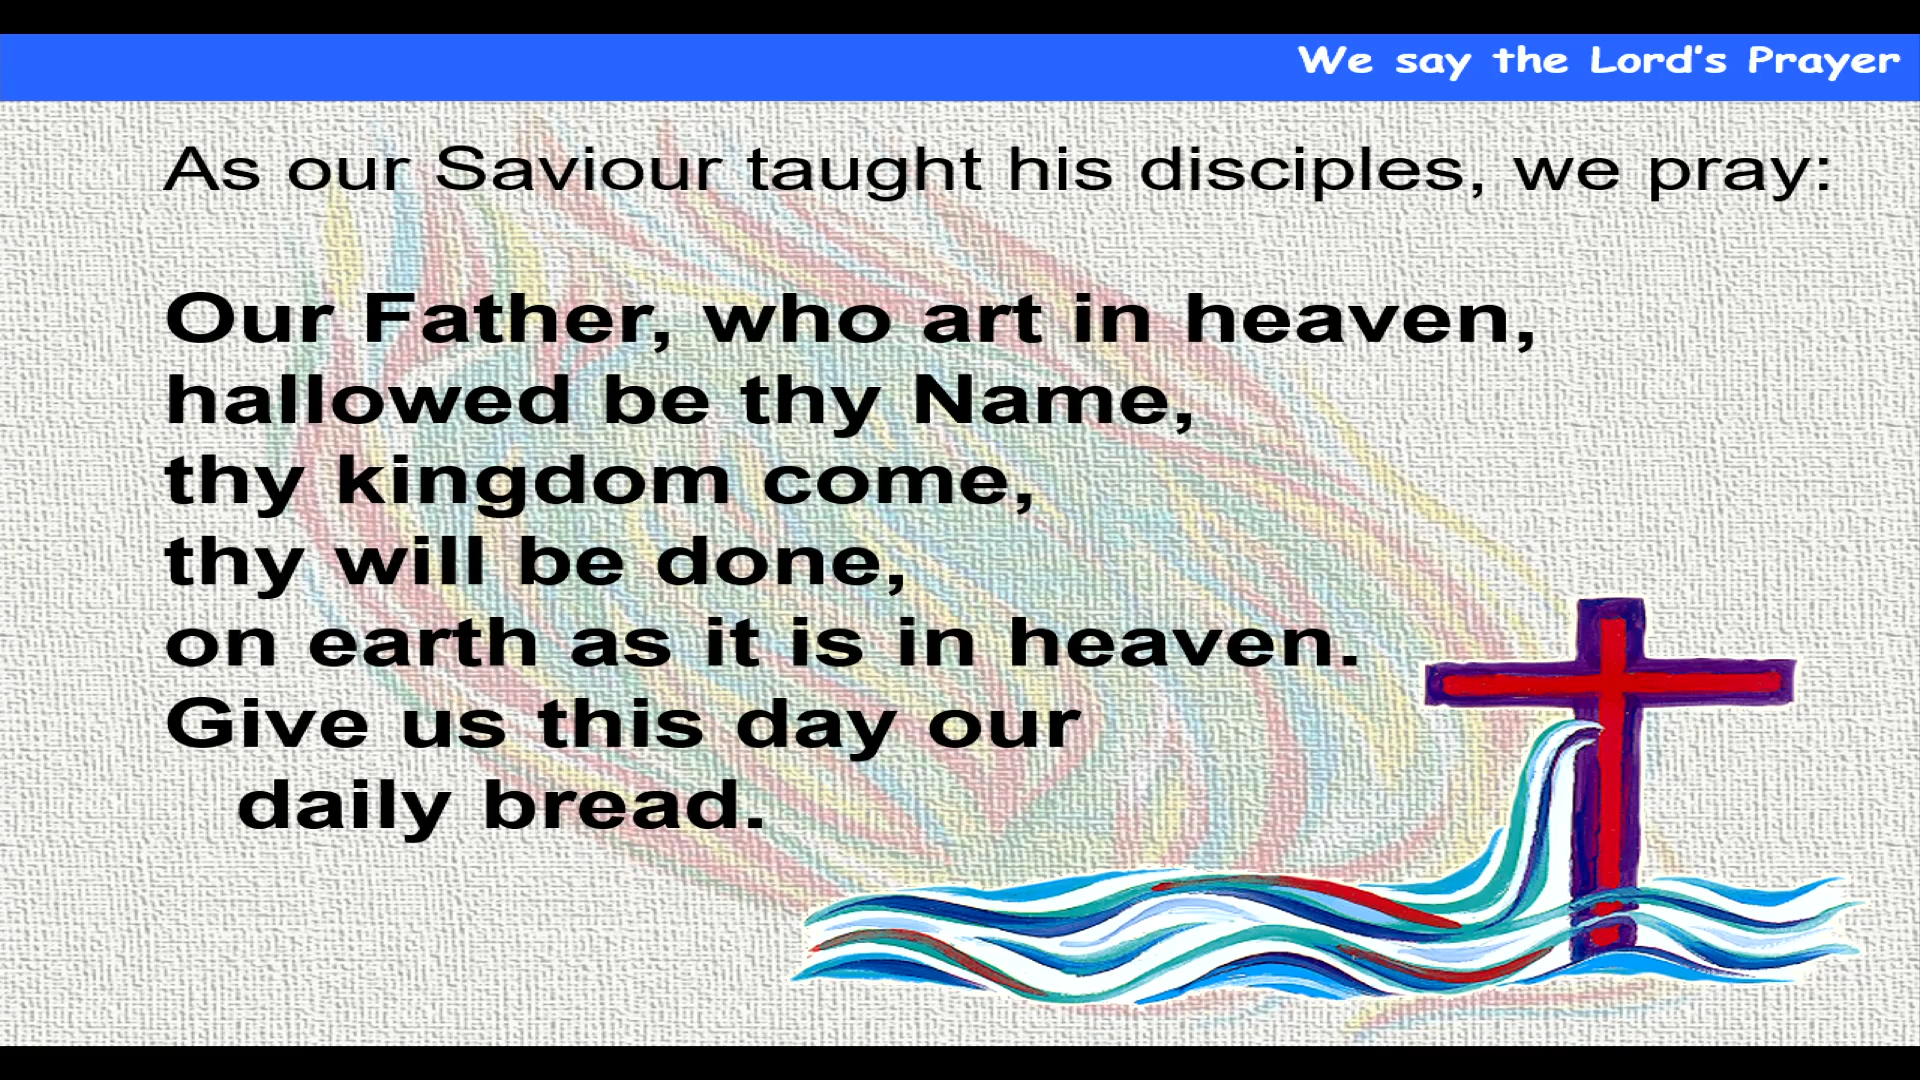 We say the Lord's Prayer
As our Saviour taught his disciples, we pray:
Our Father, who art in heaven,
hallowed be thy Name,
thy kingdom come,
thy will be done,
on earth as it is in heaven.
Give us this day our
daily bread.